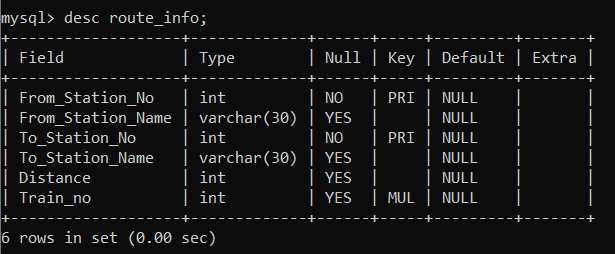 mysql> desc route_info;
+-------------------+-------------+------+-----+---------+-------+
| Field             | Type        | Null | Key | Default | Extra |
+-------------------+-------------+------+-----+---------+-------+
| From_Station_No   | int         | NO   | PRI | NULL    |       |
| From_Station_Name | varchar(30) | YES  |     | NULL    |       |
| To_Station_No     | int         | NO   | PRI | NULL    |       |
| To_Station_Name   | varchar(30) | YES  |     | NULL    |       |
| Distance          | int         | YES  |     | NULL    |       |
| Train_no          | int         | YES  | MUL | NULL    |       |
+-------------------+-------------+------+-----+---------+-------+
6 rows in set (0.00 sec)